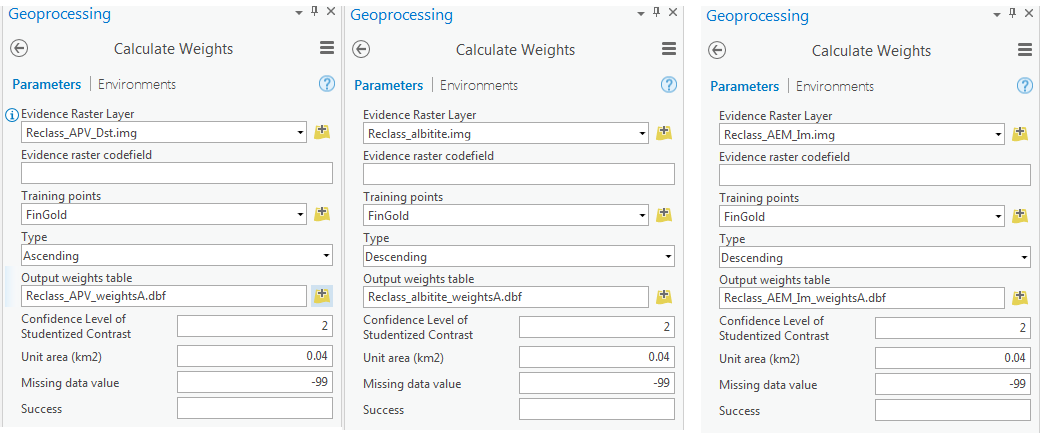 Geoprocessing
Calculate Weights
Parameters | Environments
?
Evidence Raster Layer
Reclass_APV_Dst.img
Evidence raster codefield
Training points
FinGold
Type
Ascending
Output weights table
Reclass_APV_weightsA.dbf
Confidence Level of
Studentized Contrast
2
Unit area (km2)
0.04
Missing data value
-99
Success
Geoprocessing
Calculate Weights
Parameters | Environments
?
Evidence Raster Layer
Reclass_albitite.img
Evidence raster codefield
Training points
FinGold
Type
Descending
Output weights table
Reclass_albitite_weightsA.dbf
Confidence Level of
Studentized Contrast
2
Unit area (km2)
0.04
Missing data value
-99
Success
Geoprocessing
Calculate Weights
Parameters | Environments
?
Evidence Raster Layer
Reclass_AEM_Im.img
Evidence raster codefield
Training points
FinGold
Type
Descending
Output weights table
Reclass_AEM_Im_weightsA.dbf
Confidence Level of
Studentized Contrast
2
Unit area (km2)
0.04
Missing data value
-99
Success